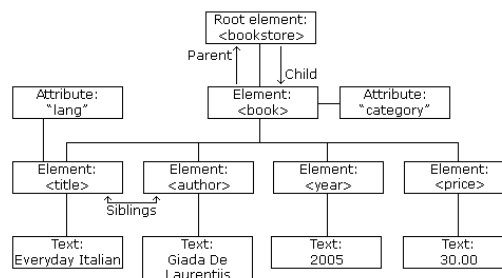 Root element:
<bookstore>
Parent
Child
Attribute:
"lang"
Element:
<book>
Attribute:
"category"
Element:
<title>
Element:
<author>
Element:
<year>
Element:
<price>
Siblings
Text:
Everyday Italian
Text:
Giada De
Laurentiis
Text:
2005
Text:
30.00